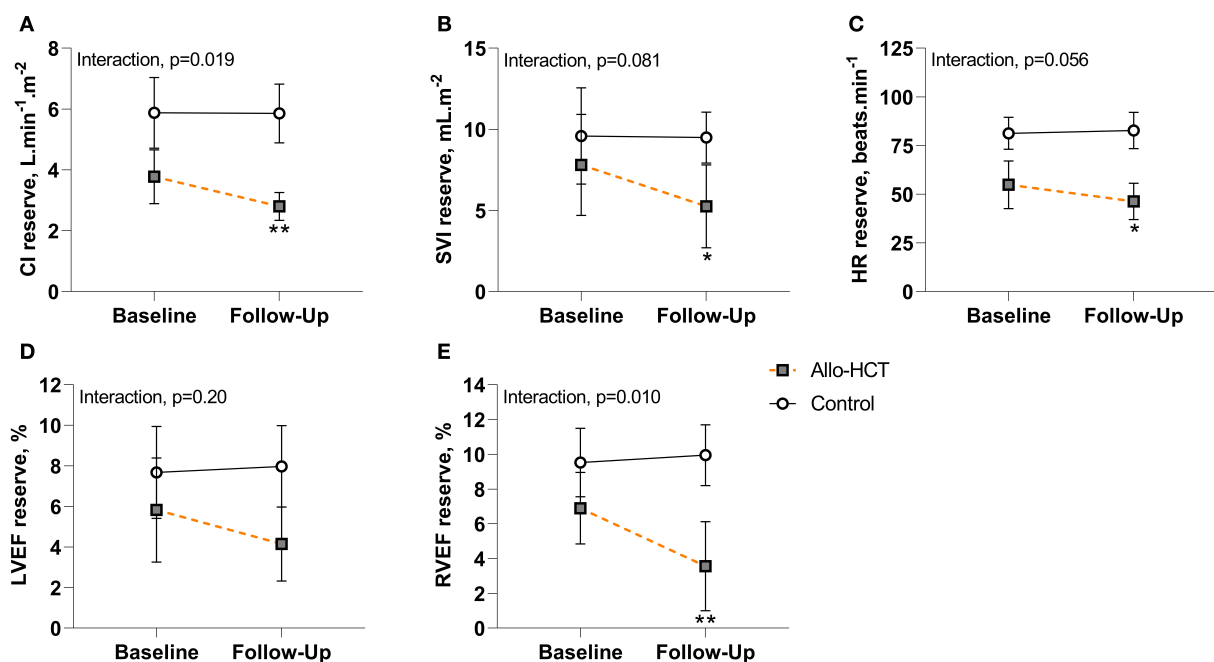 A
CI reserve, L.min⁻¹.m⁻²
8
6
4
2
0
Interaction, p=0.019
**
Baseline Follow-Up
B
SVI reserve, mL.m⁻²
15
10
5
0
Interaction, p=0.081
*
Baseline Follow-Up
C
HR reserve, beats.min⁻¹
125
100
75
50
25
0
Interaction, p=0.056
*
Baseline Follow-Up
D
LVEF reserve, %
12
10
8
6
4
2
0
Interaction, p=0.20
Baseline Follow-Up
E
RVEF reserve, %
14
12
10
8
6
4
2
0
Interaction, p=0.010
**
Baseline Follow-Up
Allo-HCT
Control